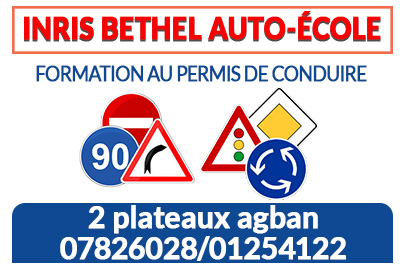 INRIS BETHEL AUTO-ÉCOLE
FORMATION AU PERMIS DE CONDUIRE
90
2 plateaux agban
07826028/01254122